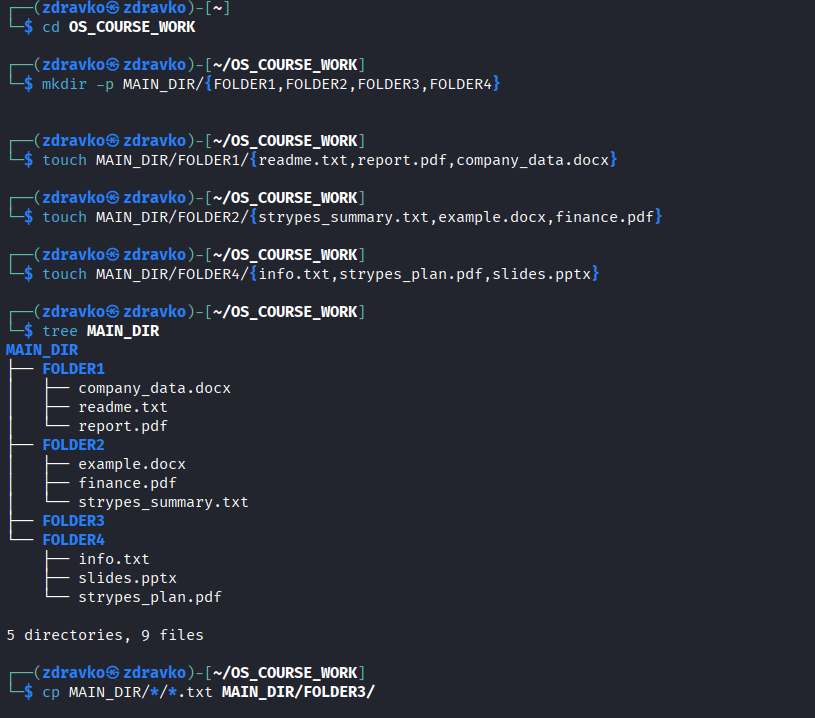 ┌──(zdravko㉿zdravko)-[~]
└─$ cd OS_COURSE_WORK
┌──(zdravko㉿zdravko)-[~/OS_COURSE_WORK]
└─$ mkdir -p MAIN_DIR/{FOLDER1,FOLDER2,FOLDER3,FOLDER4}
┌──(zdravko㉿zdravko)-[~/OS_COURSE_WORK]
└─$ touch MAIN_DIR/FOLDER1/{readme.txt,report.pdf,company_data.docx}
┌──(zdravko㉿zdravko)-[~/OS_COURSE_WORK]
└─$ touch MAIN_DIR/FOLDER2/{strypes_summary.txt,example.docx,finance.pdf}
┌──(zdravko㉿zdravko)-[~/OS_COURSE_WORK]
└─$ touch MAIN_DIR/FOLDER4/{info.txt,strypes_plan.pdf,slides.pptx}
┌──(zdravko㉿zdravko)-[~/OS_COURSE_WORK]
└─$ tree MAIN_DIR
MAIN_DIR
├── FOLDER1
│   ├── company_data.docx
│   ├── readme.txt
│   └── report.pdf
├── FOLDER2
│   ├── example.docx
│   ├── finance.pdf
│   └── strypes_summary.txt
├── FOLDER3
└── FOLDER4
    ├── info.txt
    ├── slides.pptx
    └── strypes_plan.pdf
5 directories, 9 files
┌──(zdravko㉿zdravko)-[~/OS_COURSE_WORK]
└─$ cp MAIN_DIR/*/*.txt MAIN_DIR/FOLDER3/